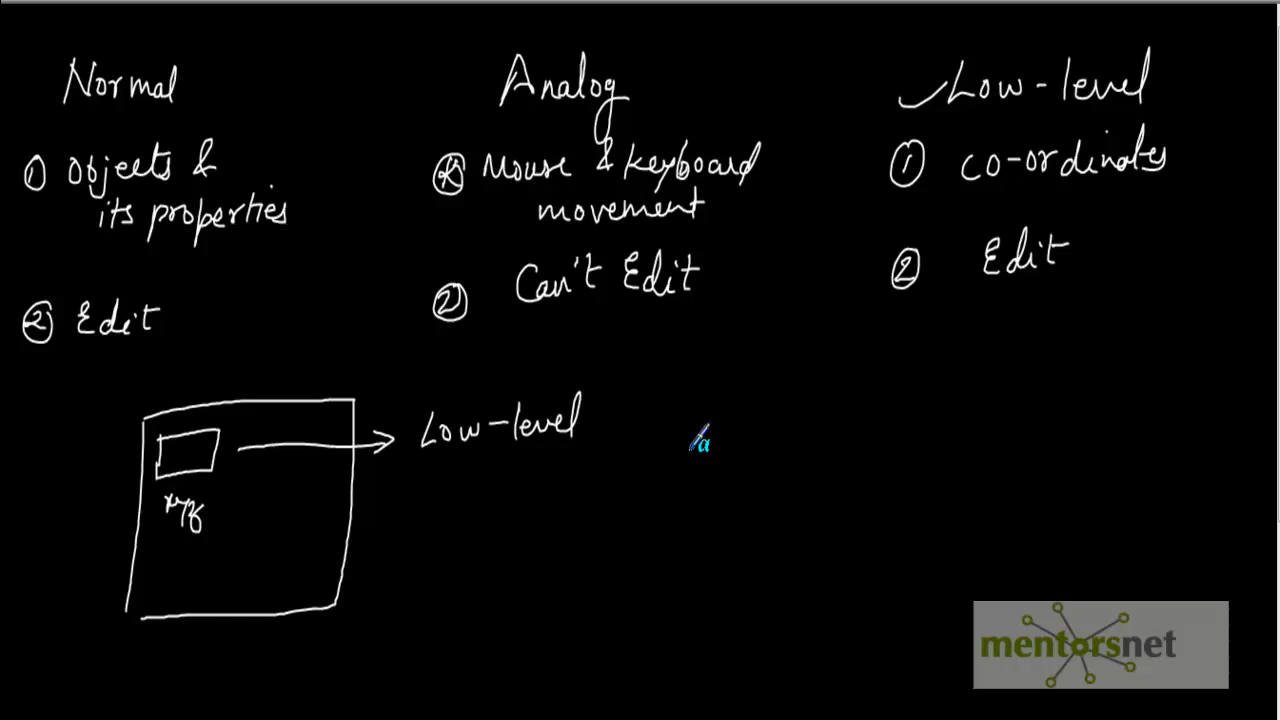 Normal
① Objects &
its properties
② Edit
Analog
Mouse & keyboard
movement
② Can't Edit
✓Low-level
① co-ordinates
② Edit
Low-level
xyz
a
mentorsnet